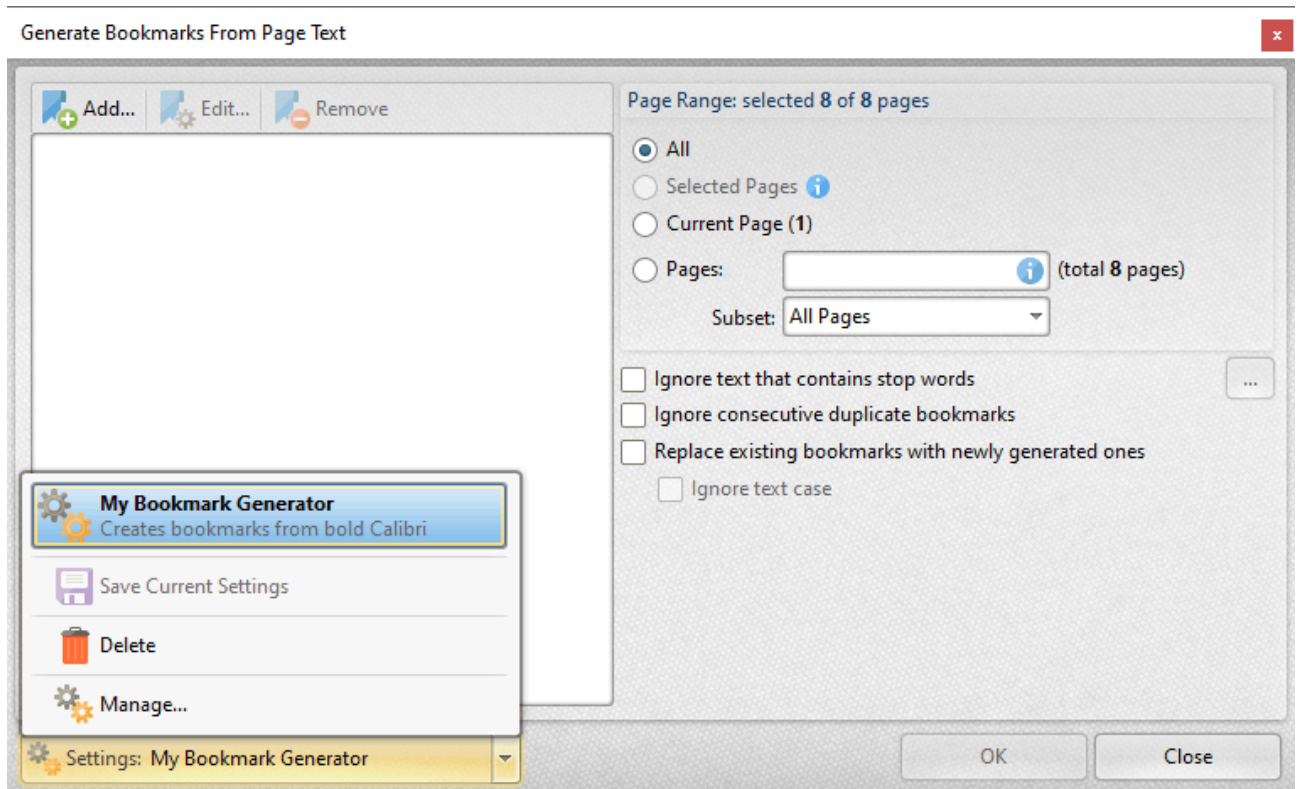 Generate Bookmarks From Page Text
x
Add... Edit... Remove
Page Range: selected 8 of 8 pages
All
Selected Pages i
Current Page (1)
Pages: i (total 8 pages)
Subset: All Pages
Ignore text that contains stop words ...
Ignore consecutive duplicate bookmarks
Replace existing bookmarks with newly generated ones
Ignore text case
My Bookmark Generator
Creates bookmarks from bold Calibri
Save Current Settings
Delete
Manage...
Settings: My Bookmark Generator
OK Close